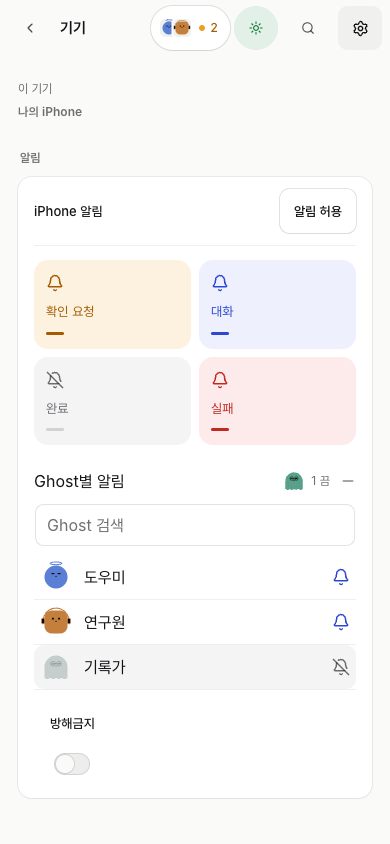 기기
2
이 기기
나의 iPhone
알림
iPhone 알림
알림 허용
확인 요청
대화
완료
실패
Ghost별 알림
1 끔
Ghost 검색
도우미
연구원
기록가
방해금지